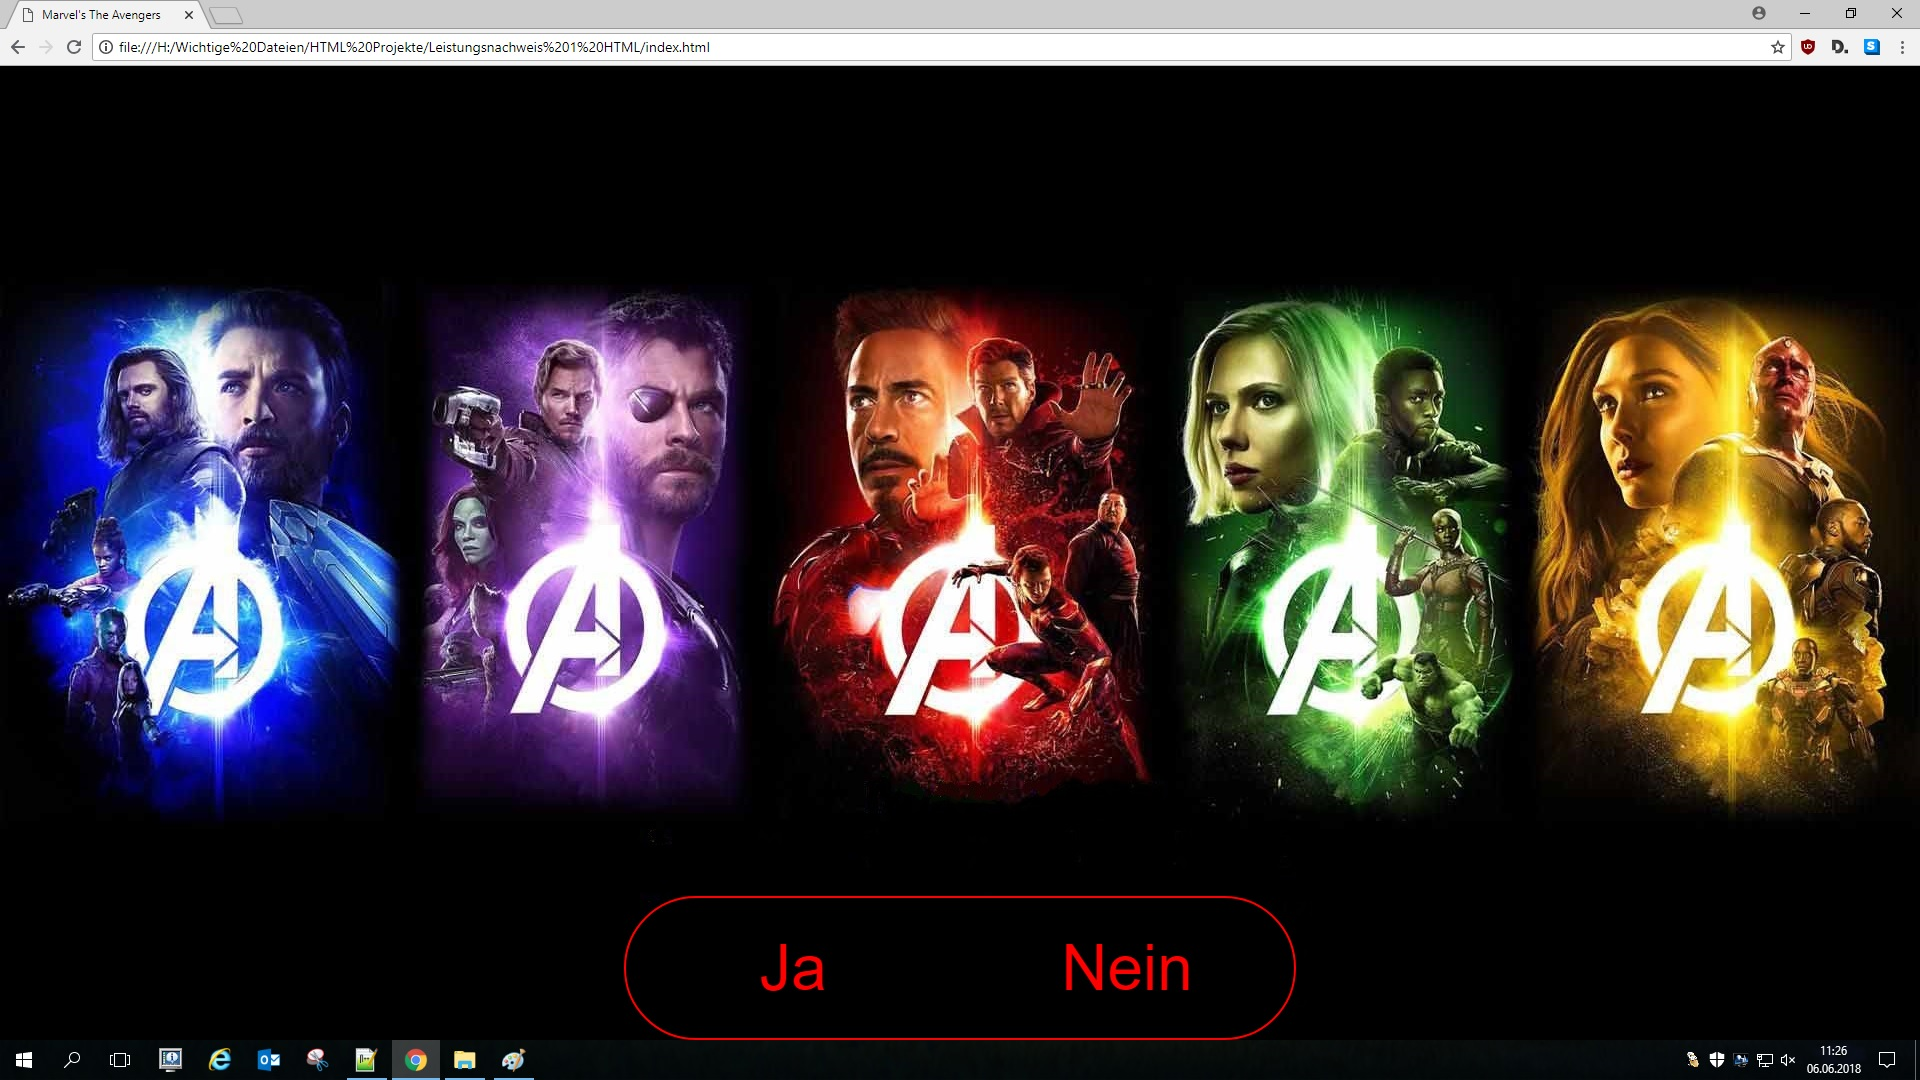 Marvel's The Avengers
file:///H:/Wichtige%20Dateien/HTML%20Projekte/Leistungsnachweis%201%20HTML/index.html
Ja Nein
11:26
06.06.2018